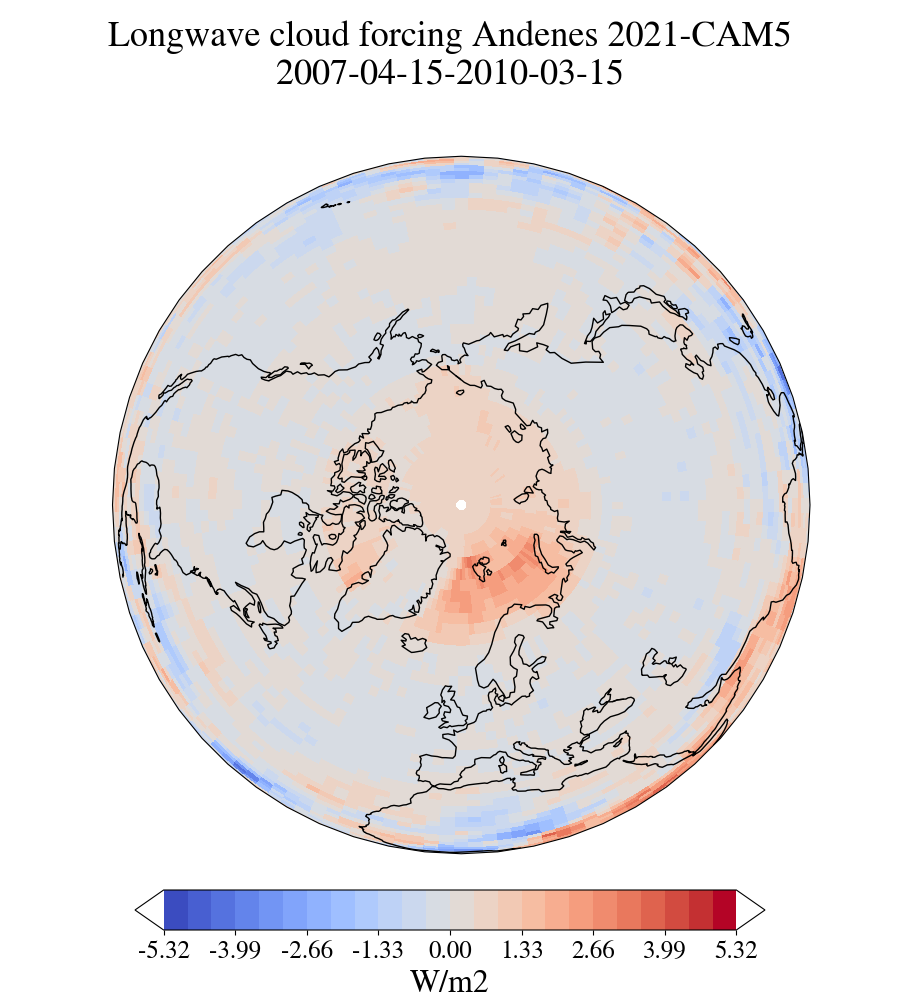 Longwave cloud forcing Andenes 2021-CAM5
2007-04-15-2010-03-15
-5.32 -3.99 -2.66 -1.33 0.00 1.33 2.66 3.99 5.32
W/m2